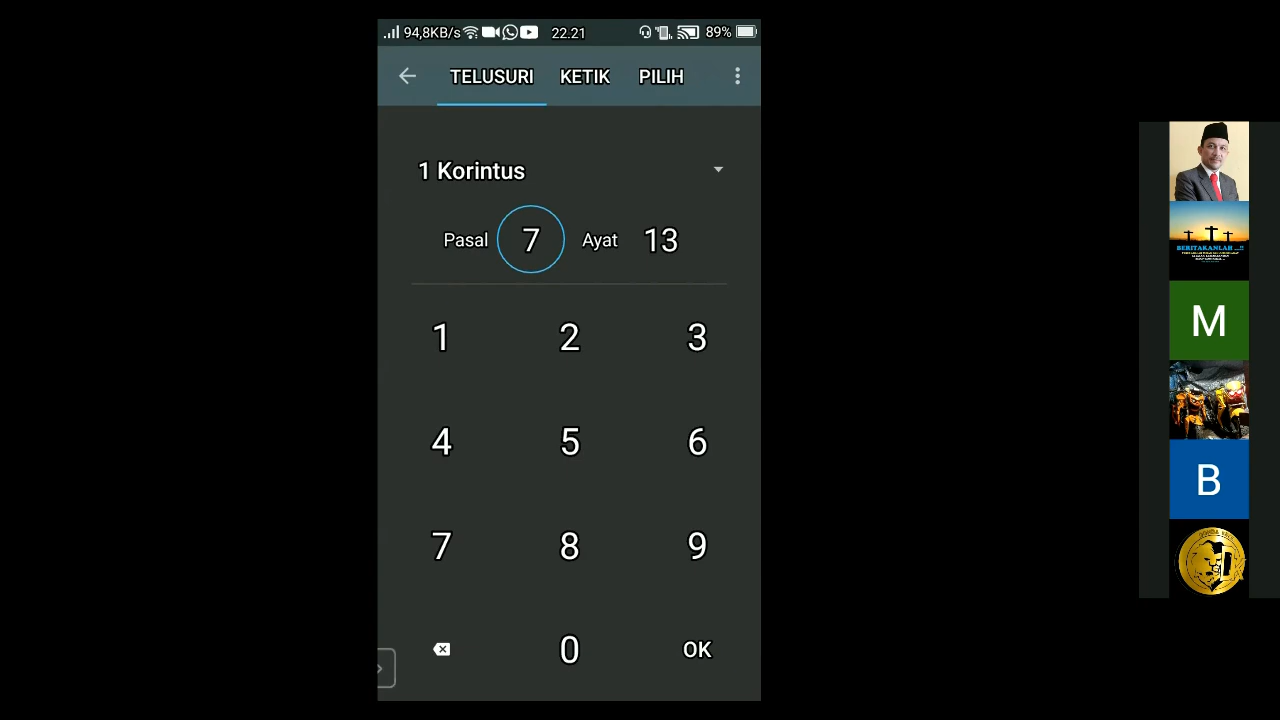 94,8KB/s 22.21 89%
TELUSURI KETIK PILIH
1 Korintus
Pasal 7 Ayat 13
1 2 3
4 5 6
7 8 9
0 OK
BERITAKANLAH ...!!
M
B